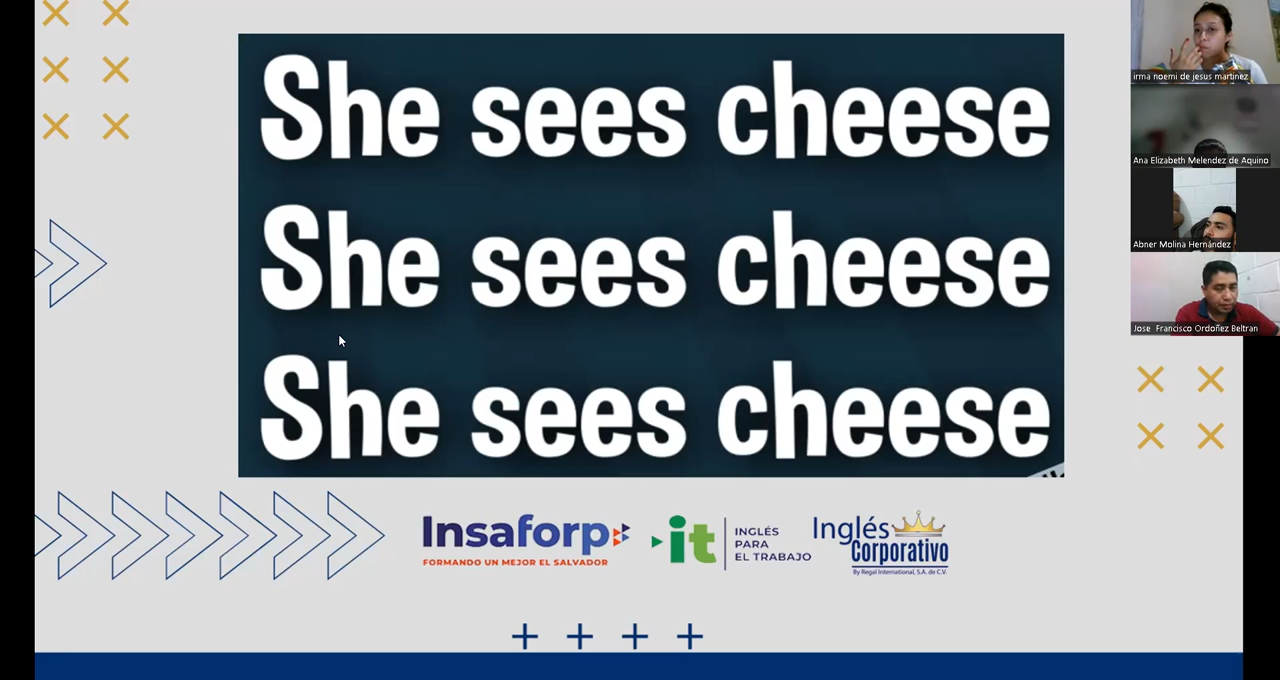 She sees cheese
She sees cheese
She sees cheese
irma noemi de jesus martinez
Ana Elizabeth Melendez de Aquino
Abner Molina Hernández
Jose Francisco Ordoñez Beltran
Insaforp
FORMANDO UN MEJOR EL SALVADOR
it
INGLÉS
PARA
EL TRABAJO
Inglés
Corporativo
By Regal International, S.A. de C.V.